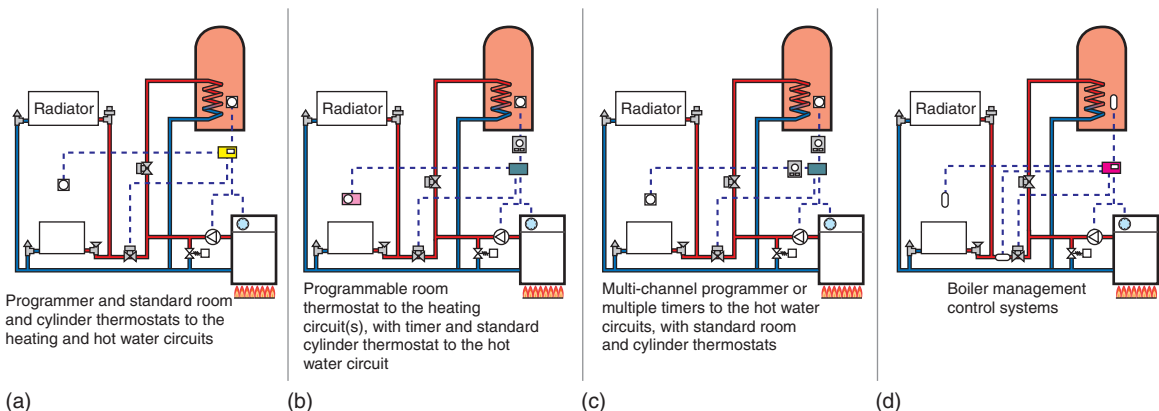 Radiator
Programmer and standard room
and cylinder thermostats to the
heating and hot water circuits
(a)
Radiator
Programmable room
thermostat to the heating
circuit(s), with timer and standard
cylinder thermostat to the hot
water circuit
(b)
Radiator
Multi-channel programmer or
multiple timers to the hot water
circuits, with standard room
and cylinder thermostats
(c)
Radiator
Boiler management
control systems
(d)